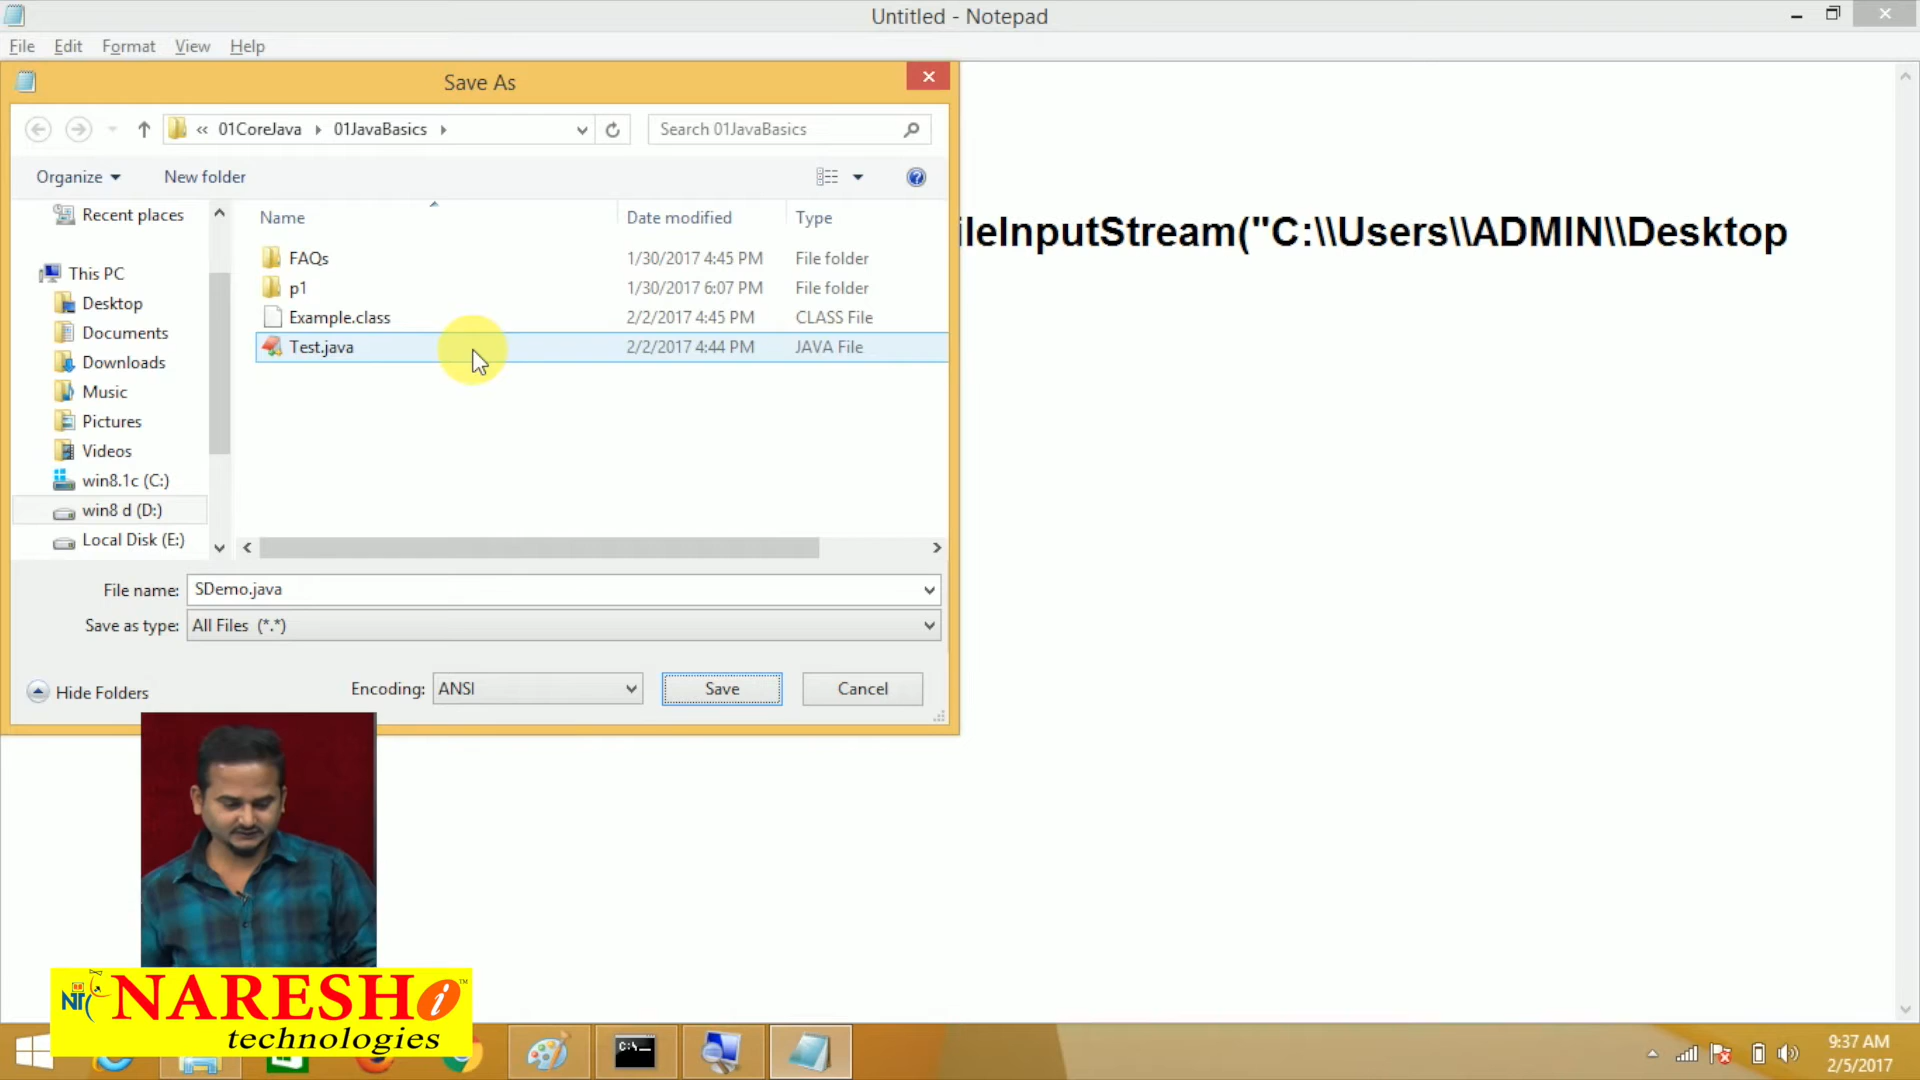 Untitled - Notepad
File Edit Format View Help
Save As
« 01CoreJava 01JavaBasics
Search 01JavaBasics
Organize New folder
Name Date modified Type
FAQs 1/30/2017 4:45 PM File folder
p1 1/30/2017 6:07 PM File folder
Example.class 2/2/2017 4:45 PM CLASS File
Test.java 2/2/2017 4:44 PM JAVA File
Recent places
This PC
Desktop
Documents
Downloads
Music
Pictures
Videos
win8.1c (C:)
win8 d (D:)
Local Disk (E:)
ileInputStream("C:\\Users\\ADMIN\\Desktop
File name: SDemo.java
Save as type: All Files (*.*)
Hide Folders
Encoding: ANSI
Save
Cancel
NARESH i ™
technologies
C:\
9:37 AM
2/5/2017